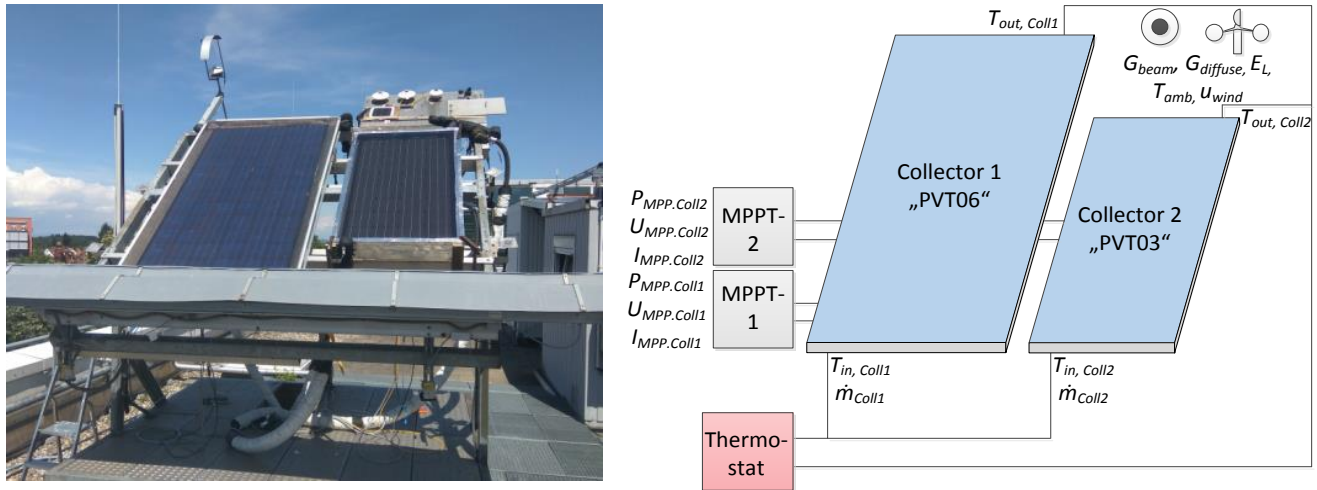 T_out, Coll1
G_beam, G_diffuse, E_L,
T_amb, u_wind
T_out, Coll2
Collector 1
„PVT06“
Collector 2
„PVT03“
P_MPP.Coll2
U_MPP.Coll2
I_MPP.Coll2
MPPT-
2
P_MPP.Coll1
U_MPP.Coll1
I_MPP.Coll1
MPPT-
1
T_in, Coll1
ṁ_Coll1
T_in, Coll2
ṁ_Coll2
Thermo-
stat